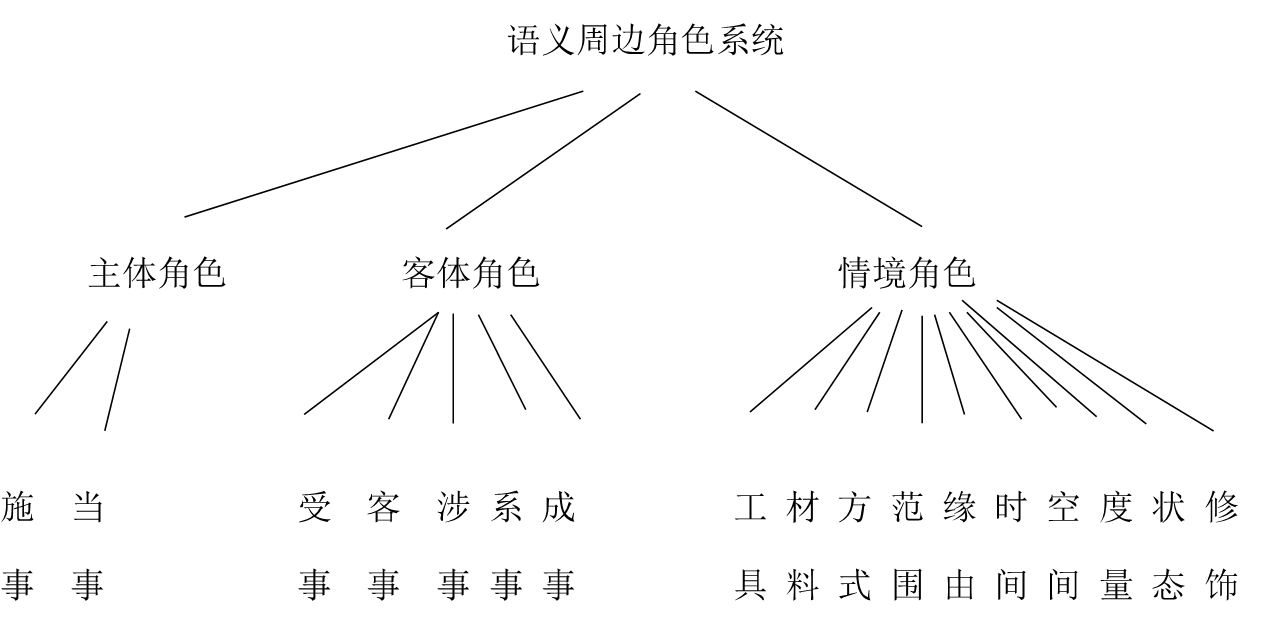 语义周边角色系统
主体角色 客体角色 情境角色
施 当 受 客 涉 系 成 工 材 方 范 缘 时 空 度 状 修
事 事 事 事 事 事 事 具 料 式 围 由 间 间 量 态 饰